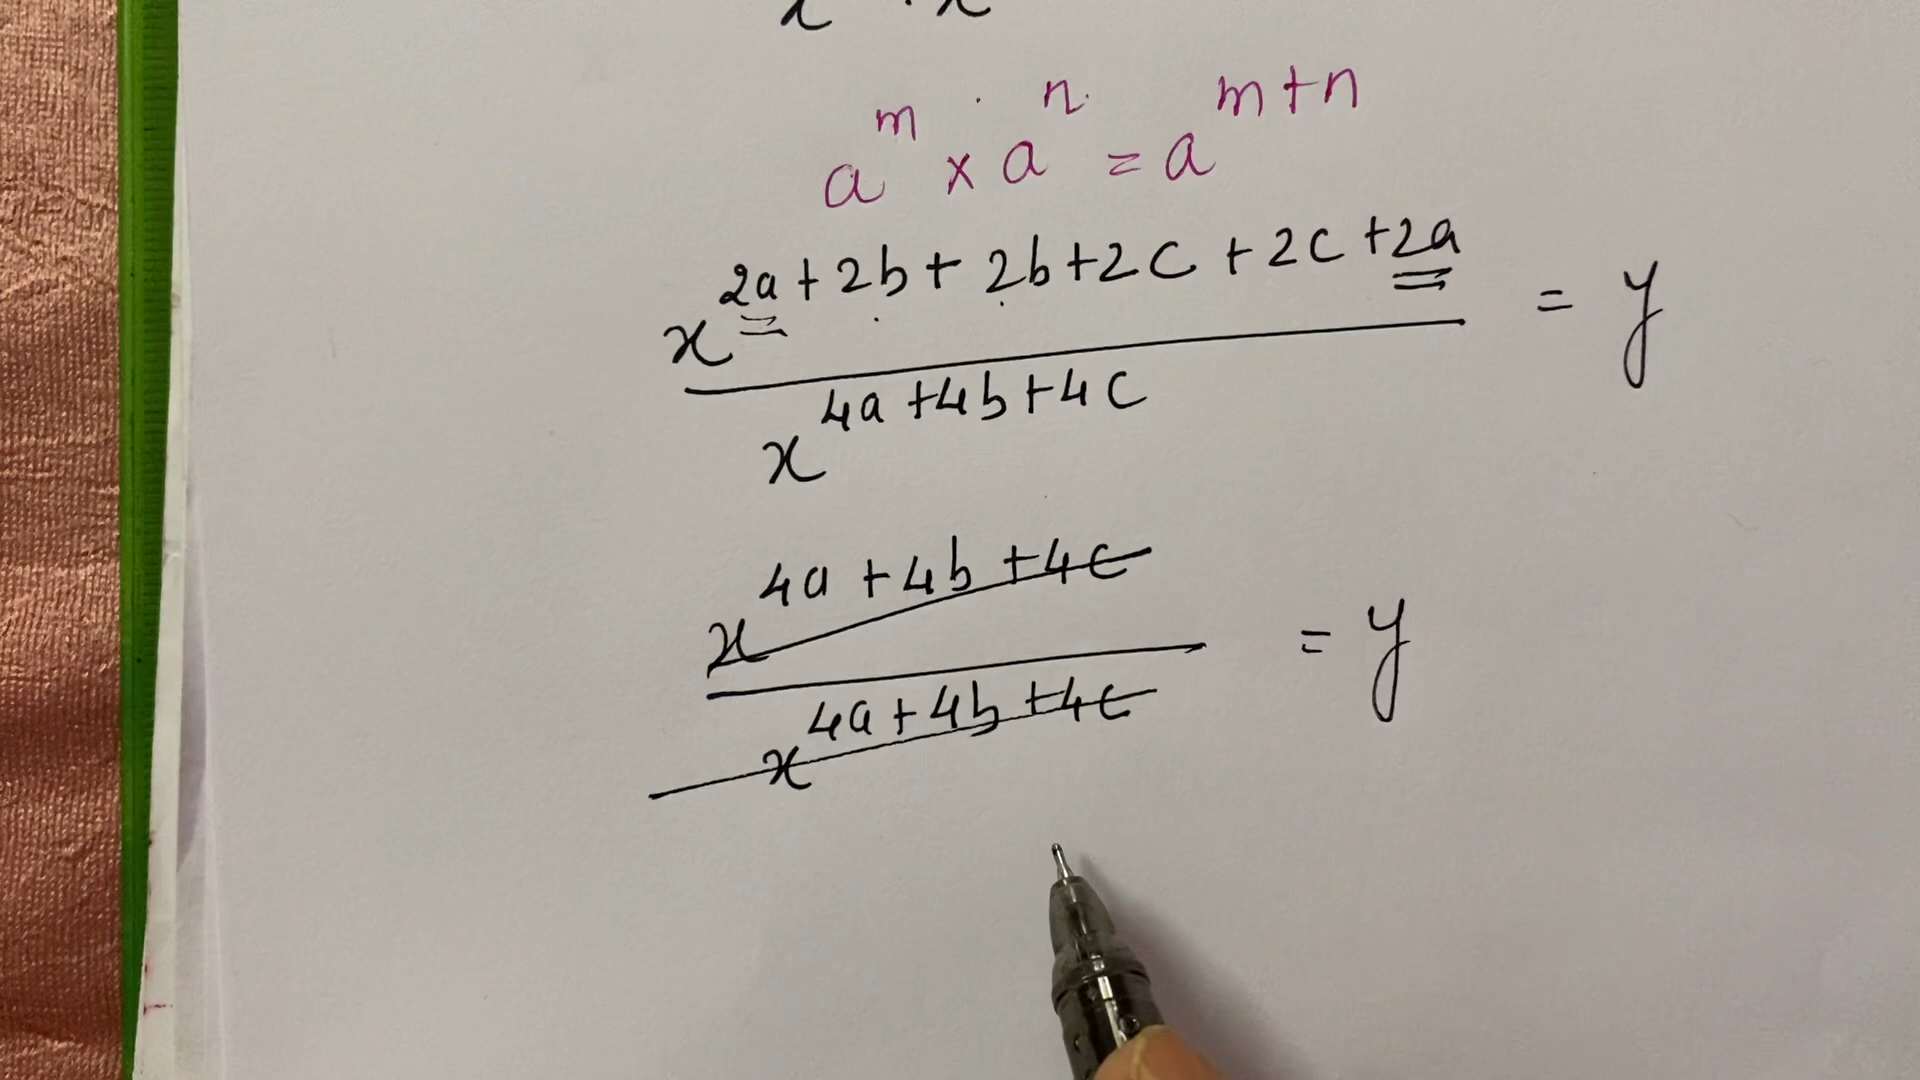 x · x
a^m × a^n = a^{m+n}
x^{2a+2b+2b+2c+2c+2a} / x^{4a+4b+4c} = y
x^{4a+4b+4c} / x^{4a+4b+4c} = y